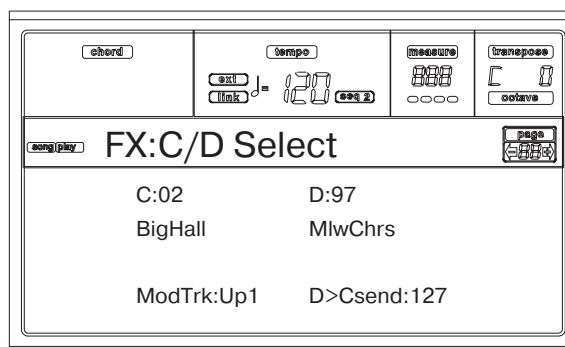 chord tempo measure transpose
ext
link
♩= 120 seq 2 888 C 0
octave
song play FX:C/D Select page
88
C:02 D:97
BigHall MlwChrs
ModTrk:Up1 D>Csend:127